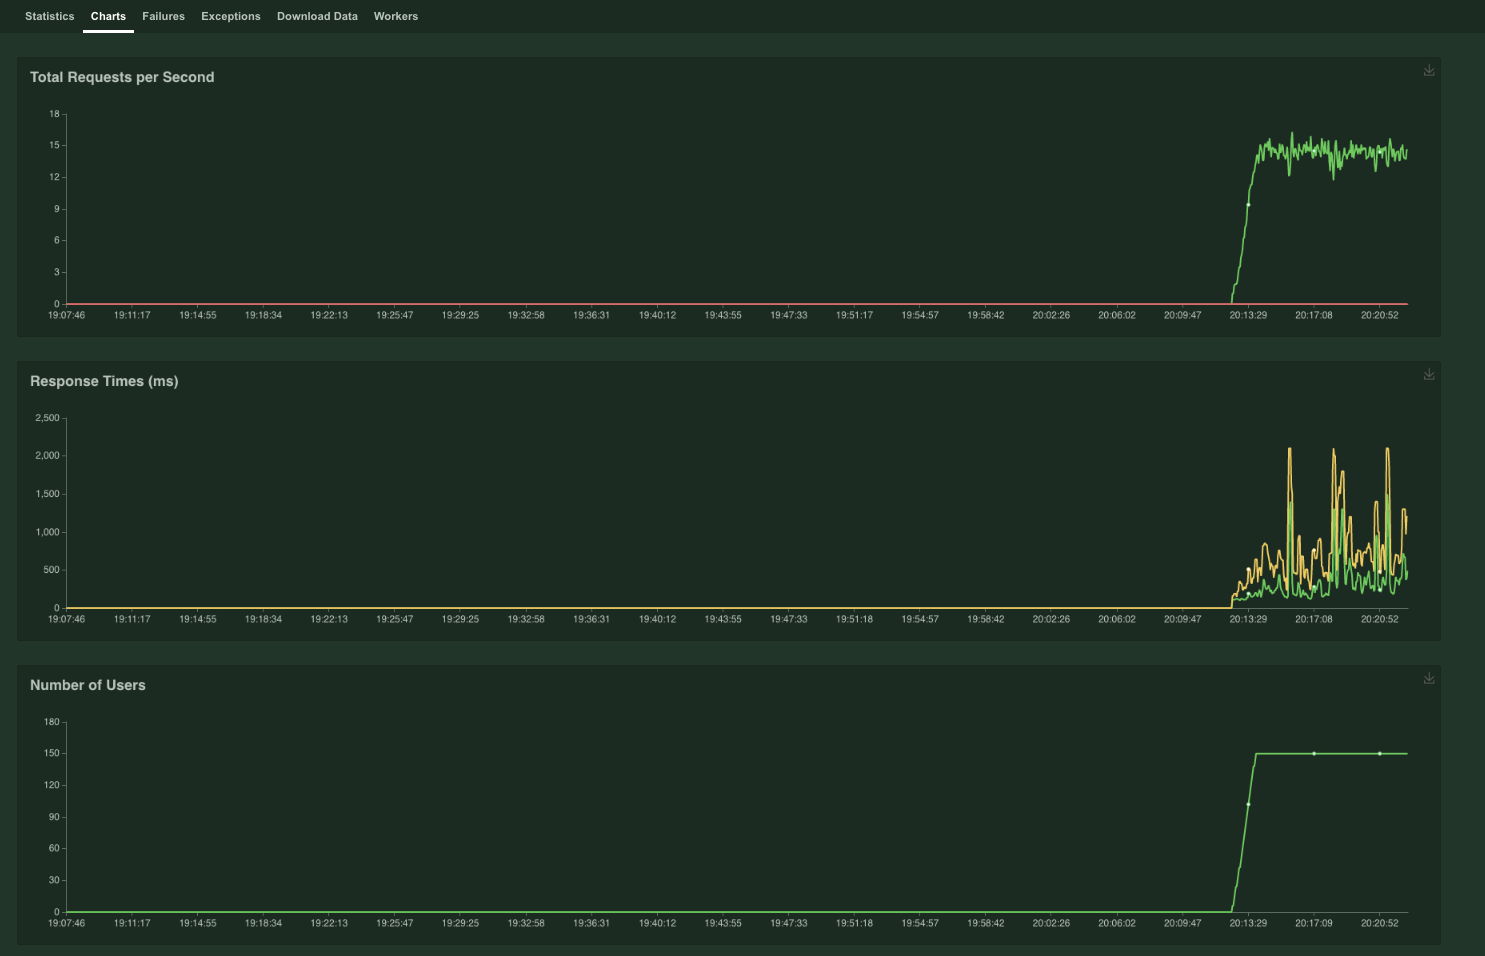 Statistics Charts Failures Exceptions Download Data Workers
Total Requests per Second
18
15
12
9
6
3
0
19:07:46 19:11:17 19:14:55 19:18:34 19:22:13 19:25:47 19:29:25 19:32:58 19:36:31 19:40:12 19:43:55 19:47:33 19:51:17 19:54:57 19:58:42 20:02:26 20:06:02 20:09:47 20:13:29 20:17:08 20:20:52
Response Times (ms)
2,500
2,000
1,500
1,000
500
0
19:07:46 19:11:17 19:14:55 19:18:34 19:22:13 19:25:47 19:29:25 19:32:58 19:36:31 19:40:12 19:43:55 19:47:33 19:51:18 19:54:57 19:58:42 20:02:26 20:06:02 20:09:47 20:13:29 20:17:08 20:20:52
Number of Users
180
150
120
90
60
30
0
19:07:46 19:11:17 19:14:55 19:18:34 19:22:13 19:25:47 19:29:25 19:32:58 19:36:31 19:40:12 19:43:55 19:47:33 19:51:18 19:54:57 19:58:42 20:02:26 20:06:02 20:09:47 20:13:29 20:17:09 20:20:52